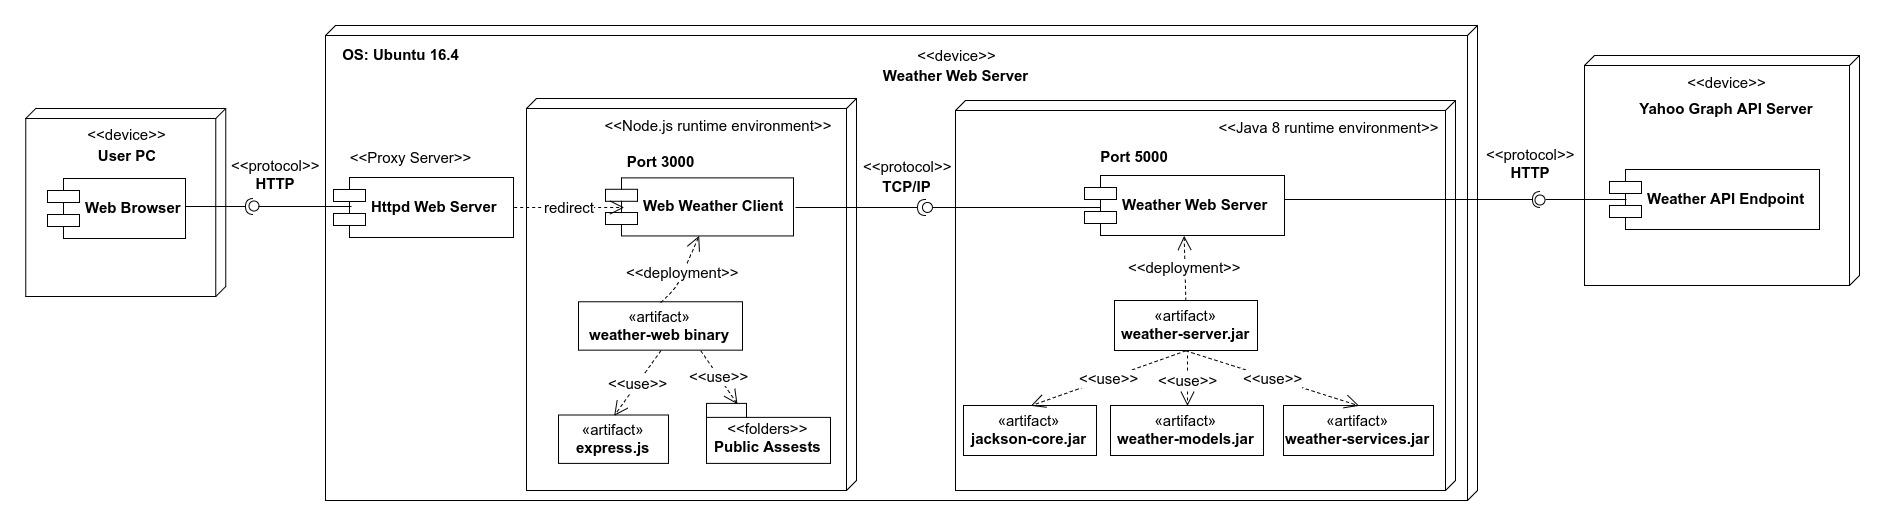 OS: Ubuntu 16.4
<<device>>
Weather Web Server
<<device>>
User PC
Web Browser
<<protocol>>
HTTP
<<Proxy Server>>
Httpd Web Server
redirect
<<Node.js runtime environment>>
Port 3000
Web Weather Client
<<deployment>>
«artifact»
weather-web binary
<<use>>
<<use>>
«artifact»
express.js
<<folders>>
Public Assests
<<protocol>>
TCP/IP
<<Java 8 runtime environment>>
Port 5000
Weather Web Server
<<deployment>>
«artifact»
weather-server.jar
<<use>>
<<use>>
<<use>>
«artifact»
jackson-core.jar
«artifact»
weather-models.jar
«artifact»
weather-services.jar
<<protocol>>
HTTP
<<device>>
Yahoo Graph API Server
Weather API Endpoint